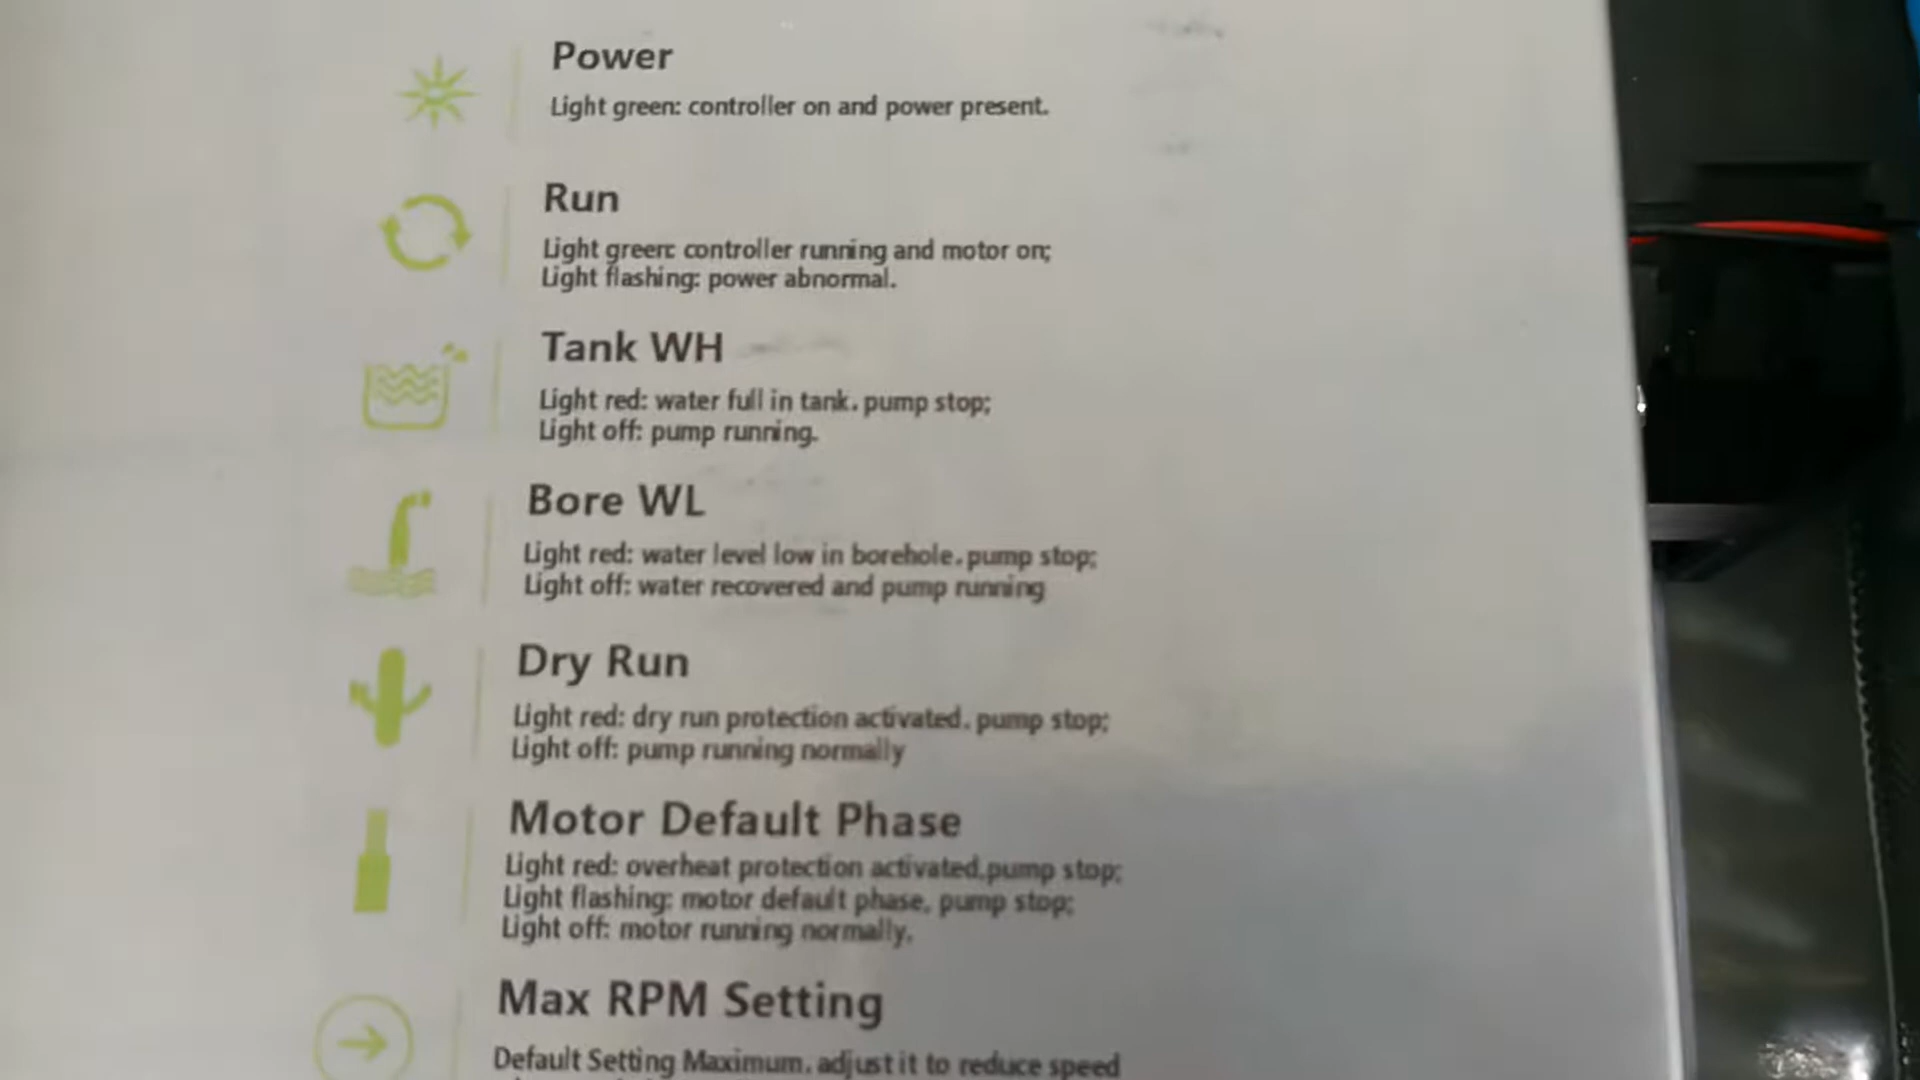 Power
Light green: controller on and power present.
Run
Light green: controller running and motor on;
Light flashing: power abnormal.
Tank WH
Light red: water full in tank, pump stop;
Light off: pump running.
Bore WL
Light red: water level low in borehole, pump stop;
Light off: water recovered and pump running
Dry Run
Light red: dry run protection activated, pump stop;
Light off: pump running normally
Motor Default Phase
Light red: overheat protection activated,pump stop;
Light flashing: motor default phase, pump stop;
Light off: motor running normally.
Max RPM Setting
Default Setting Maximum, adjust it to reduce speed